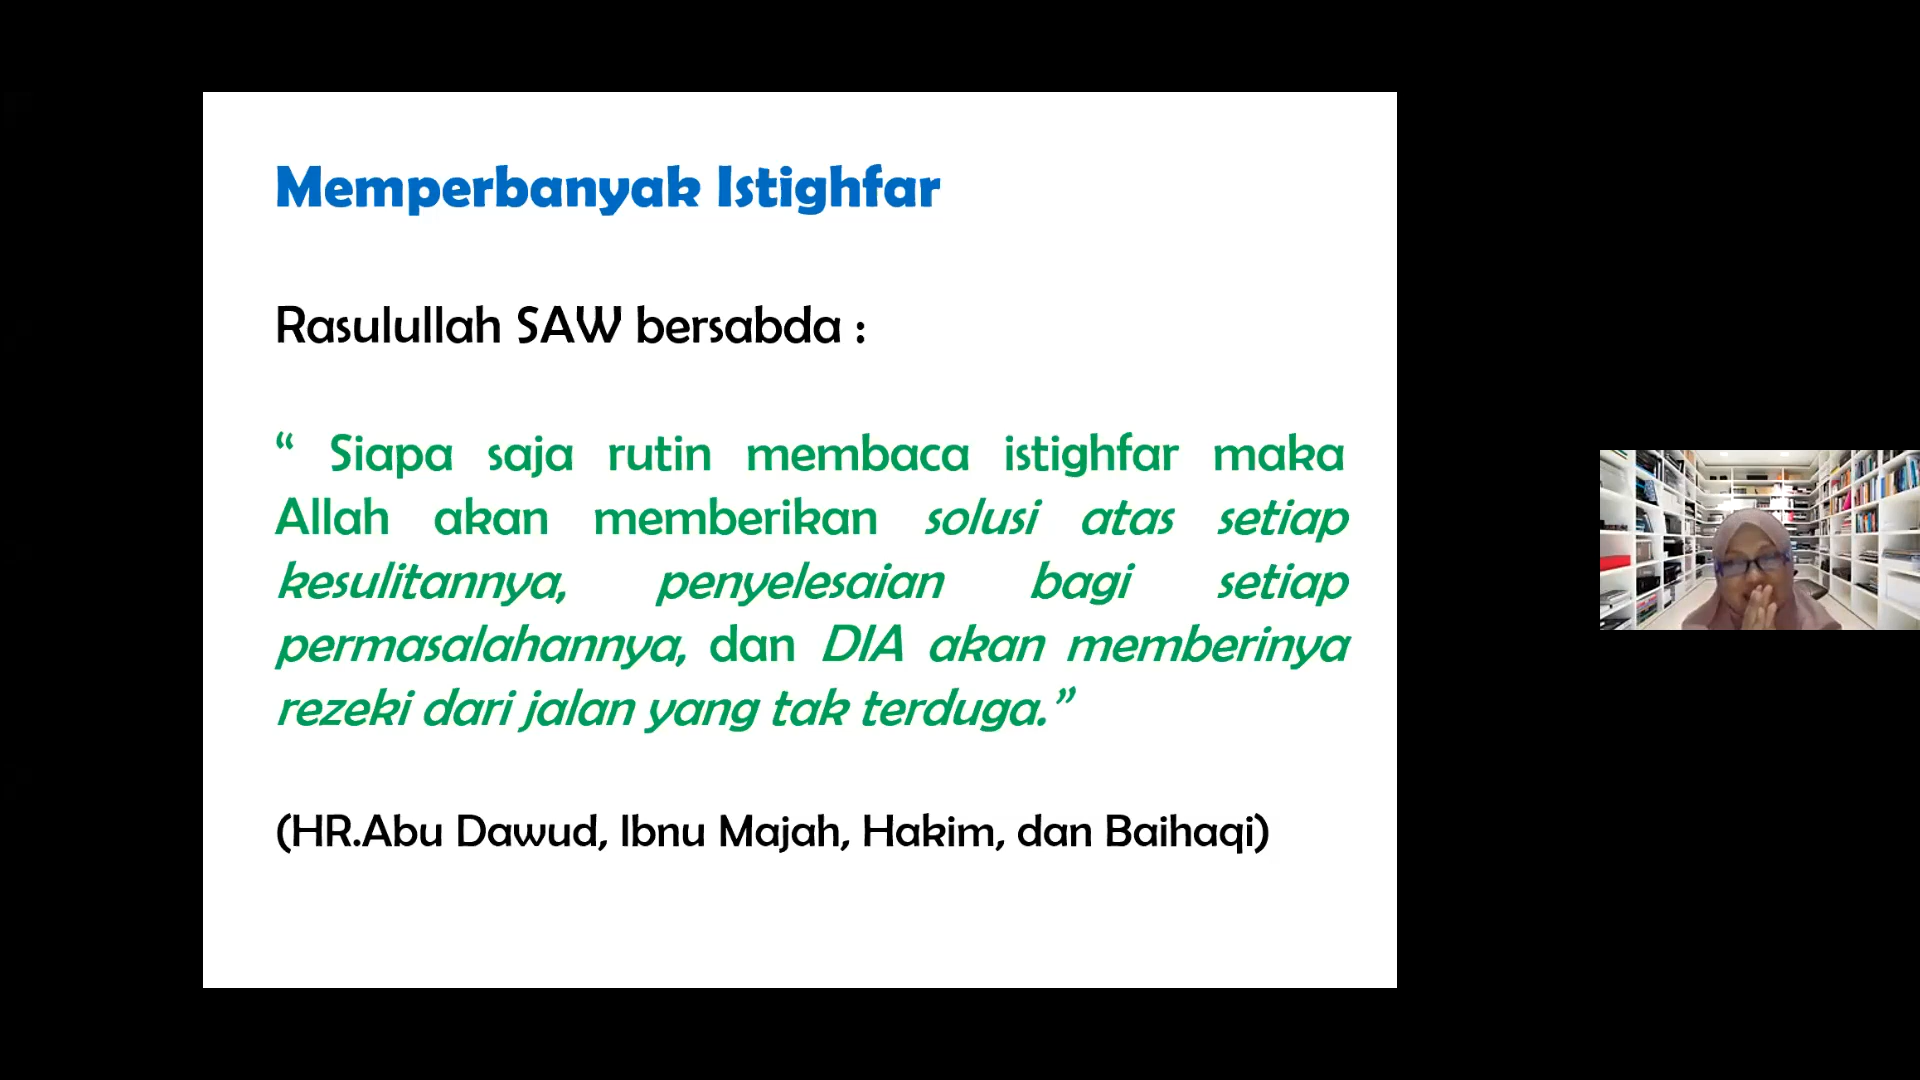 Memperbanyak Istighfar
Rasulullah SAW bersabda :
“ Siapa saja rutin membaca istighfar maka
Allah akan memberikan solusi atas setiap
kesulitannya, penyelesaian bagi setiap
permasalahannya, dan DIA akan memberinya
rezeki dari jalan yang tak terduga.”
(HR.Abu Dawud, Ibnu Majah, Hakim, dan Baihaqi)